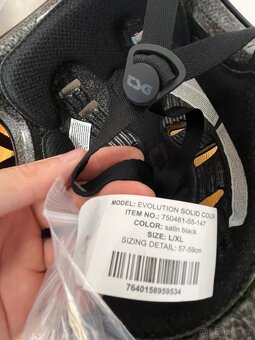 TSG
MODEL: EVOLUTION SOLID COLOR
ITEM NO.: 750461-55-147
COLOR: satin black
SIZE: L/XL
SIZING DETAIL: 57-59cm
7640158959534